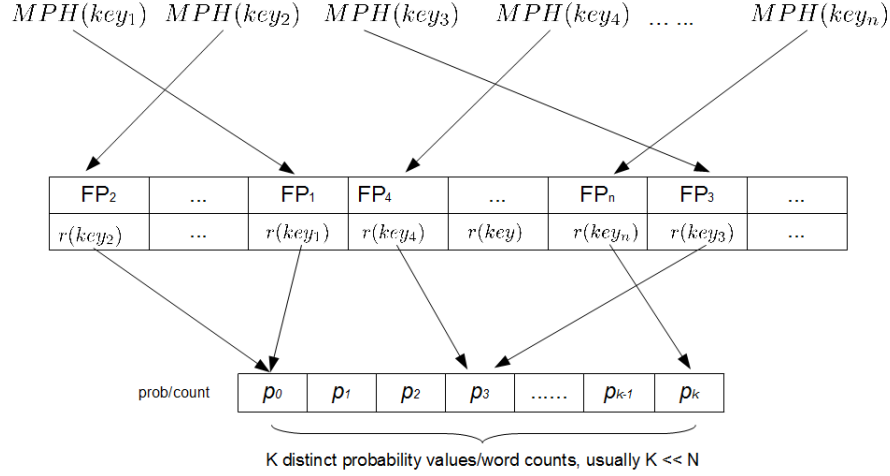 MPH(key₁) MPH(key₂) MPH(key₃) MPH(key₄) ... ... MPH(keyₙ)
FP₂ ... FP₁ FP₄ ... FPₙ FP₃ ...
r(key₂) ... r(key₁) r(key₄) r(key) r(keyₙ) r(key₃) ...
prob/count p₀ p₁ p₂ p₃ ...... pₖ₋₁ pₖ
K distinct probability values/word counts, usually K << N